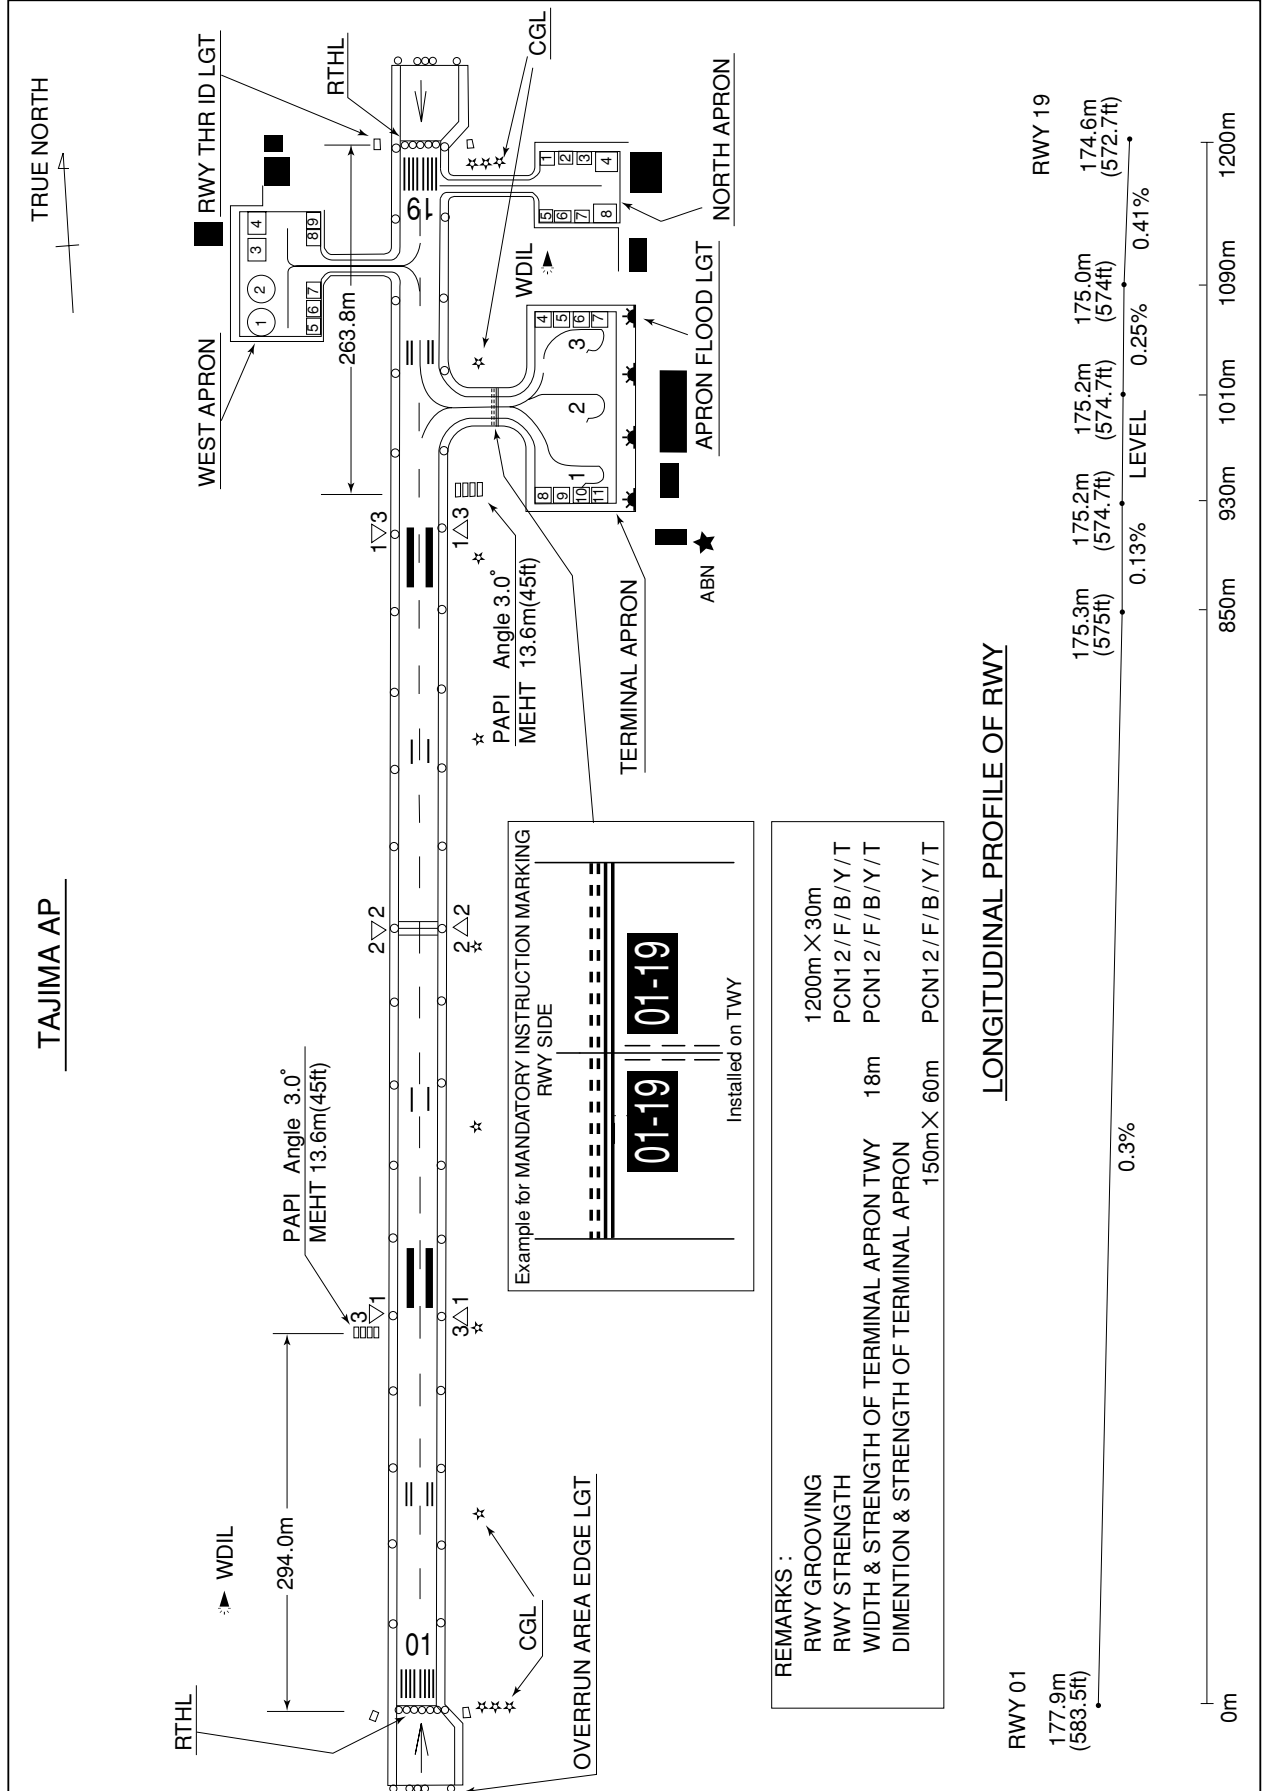 TAJIMA AP
TRUE NORTH
WEST APRON
RWY THR ID LGT
RTHL
CGL
1
2
3
4
5
6
7
8
9
263.8m
WDIL
294.0m
RTHL
PAPI Angle 3.0°
MEHT 13.6m(45ft)
3 1
2 2
1 3
01
19
3 1
2 2
1 3
PAPI Angle 3.0°
MEHT 13.6m(45ft)
CGL
OVERRUN AREA EDGE LGT
WDIL
NORTH APRON
1
2
3
4
5
6
7
8
APRON FLOOD LGT
TERMINAL APRON
1
2
3
4
5
6
7
8
9
10
11
ABN
Example for MANDATORY INSTRUCTION MARKING
RWY SIDE
01-19 01-19
Installed on TWY
REMARKS :
RWY GROOVING 1200m×30m
RWY STRENGTH PCN12/F/B/Y/T
WIDTH & STRENGTH OF TERMINAL APRON TWY 18m PCN12/F/B/Y/T
DIMENTION & STRENGTH OF TERMINAL APRON
150m×60m PCN12/F/B/Y/T
LONGITUDINAL PROFILE OF RWY
RWY 01
177.9m
(583.5ft)
0.3%
175.3m
(575ft)
0.13%
175.2m
(574.7ft)
LEVEL
175.2m
(574.7ft)
0.25%
175.0m
(574ft)
0.41%
RWY 19
174.6m
(572.7ft)
0m 850m 930m 1010m 1090m 1200m